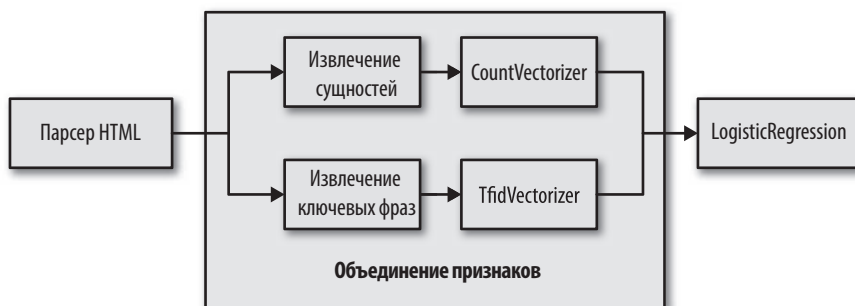 Парсер HTML
Извлечение
сущностей
CountVectorizer
Извлечение
ключевых фраз
TfidVectorizer
Объединение признаков
LogisticRegression